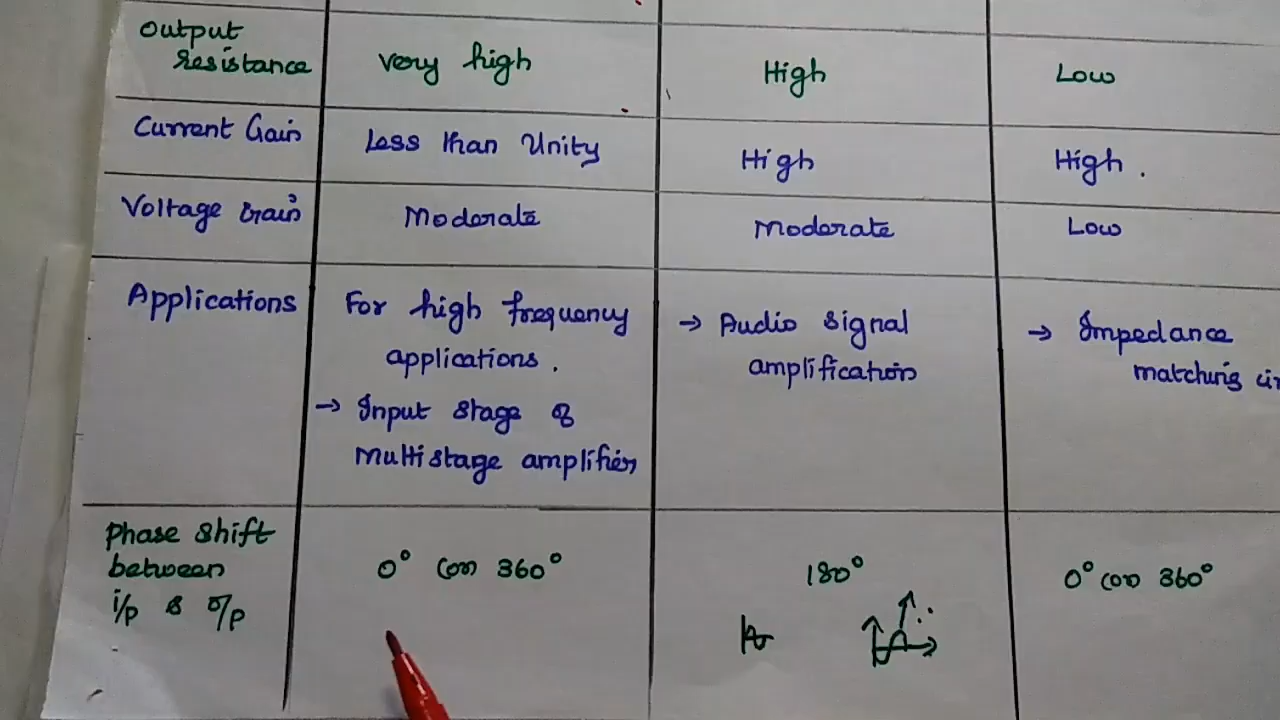 Output
resistance
very high
High
Low
Current Gain
Less than Unity
High
High.
Voltage Gain
Moderate
Moderate
Low
Applications
For high frequency
applications.
→ Input stage of
multistage amplifier
→ Audio signal
amplification
→ Impedance
matching cir
Phase shift
between
i/p & o/p
0° (or) 360°
180°
0° (or) 360°